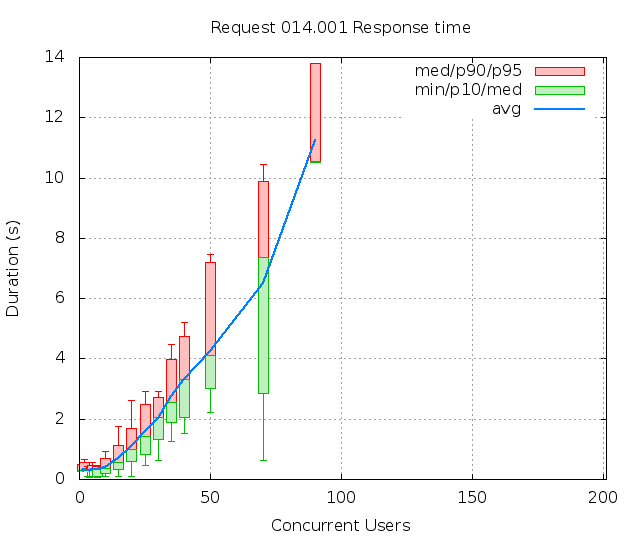 Request 014.001 Response time
med/p90/p95
min/p10/med
avg
14
12
10
8
6
4
2
0
Duration (s)
0 50 100 150 200
Concurrent Users